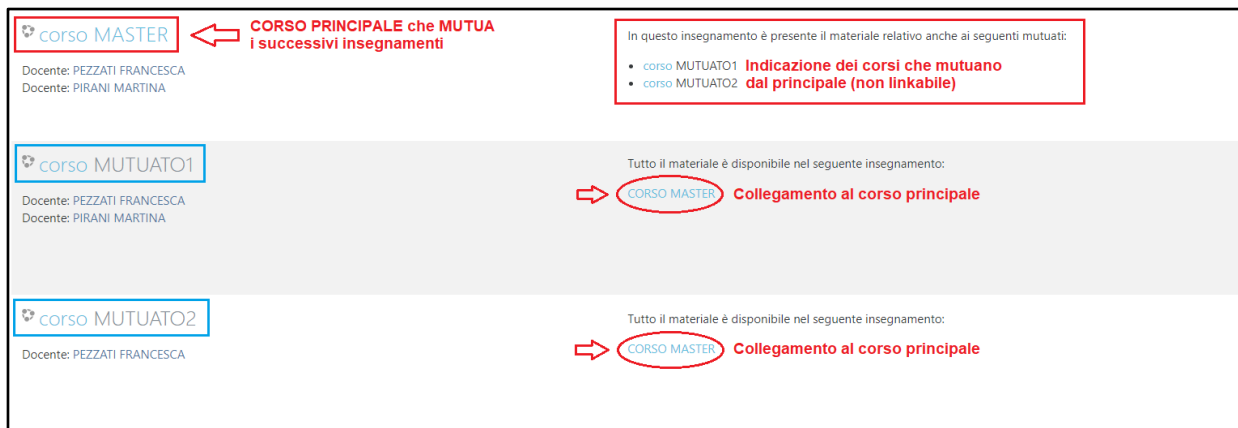 corso MASTER
CORSO PRINCIPALE che MUTUA
i successivi insegnamenti
Docente: PEZZATI FRANCESCA
Docente: PIRANI MARTINA
In questo insegnamento è presente il materiale relativo anche ai seguenti mutuati:
• corso MUTUATO1 Indicazione dei corsi che mutuano
• corso MUTUATO2 dal principale (non linkabile)
corso MUTUATO1
Docente: PEZZATI FRANCESCA
Docente: PIRANI MARTINA
Tutto il materiale è disponibile nel seguente insegnamento:
CORSO MASTER Collegamento al corso principale
corso MUTUATO2
Docente: PEZZATI FRANCESCA
Tutto il materiale è disponibile nel seguente insegnamento:
CORSO MASTER Collegamento al corso principale